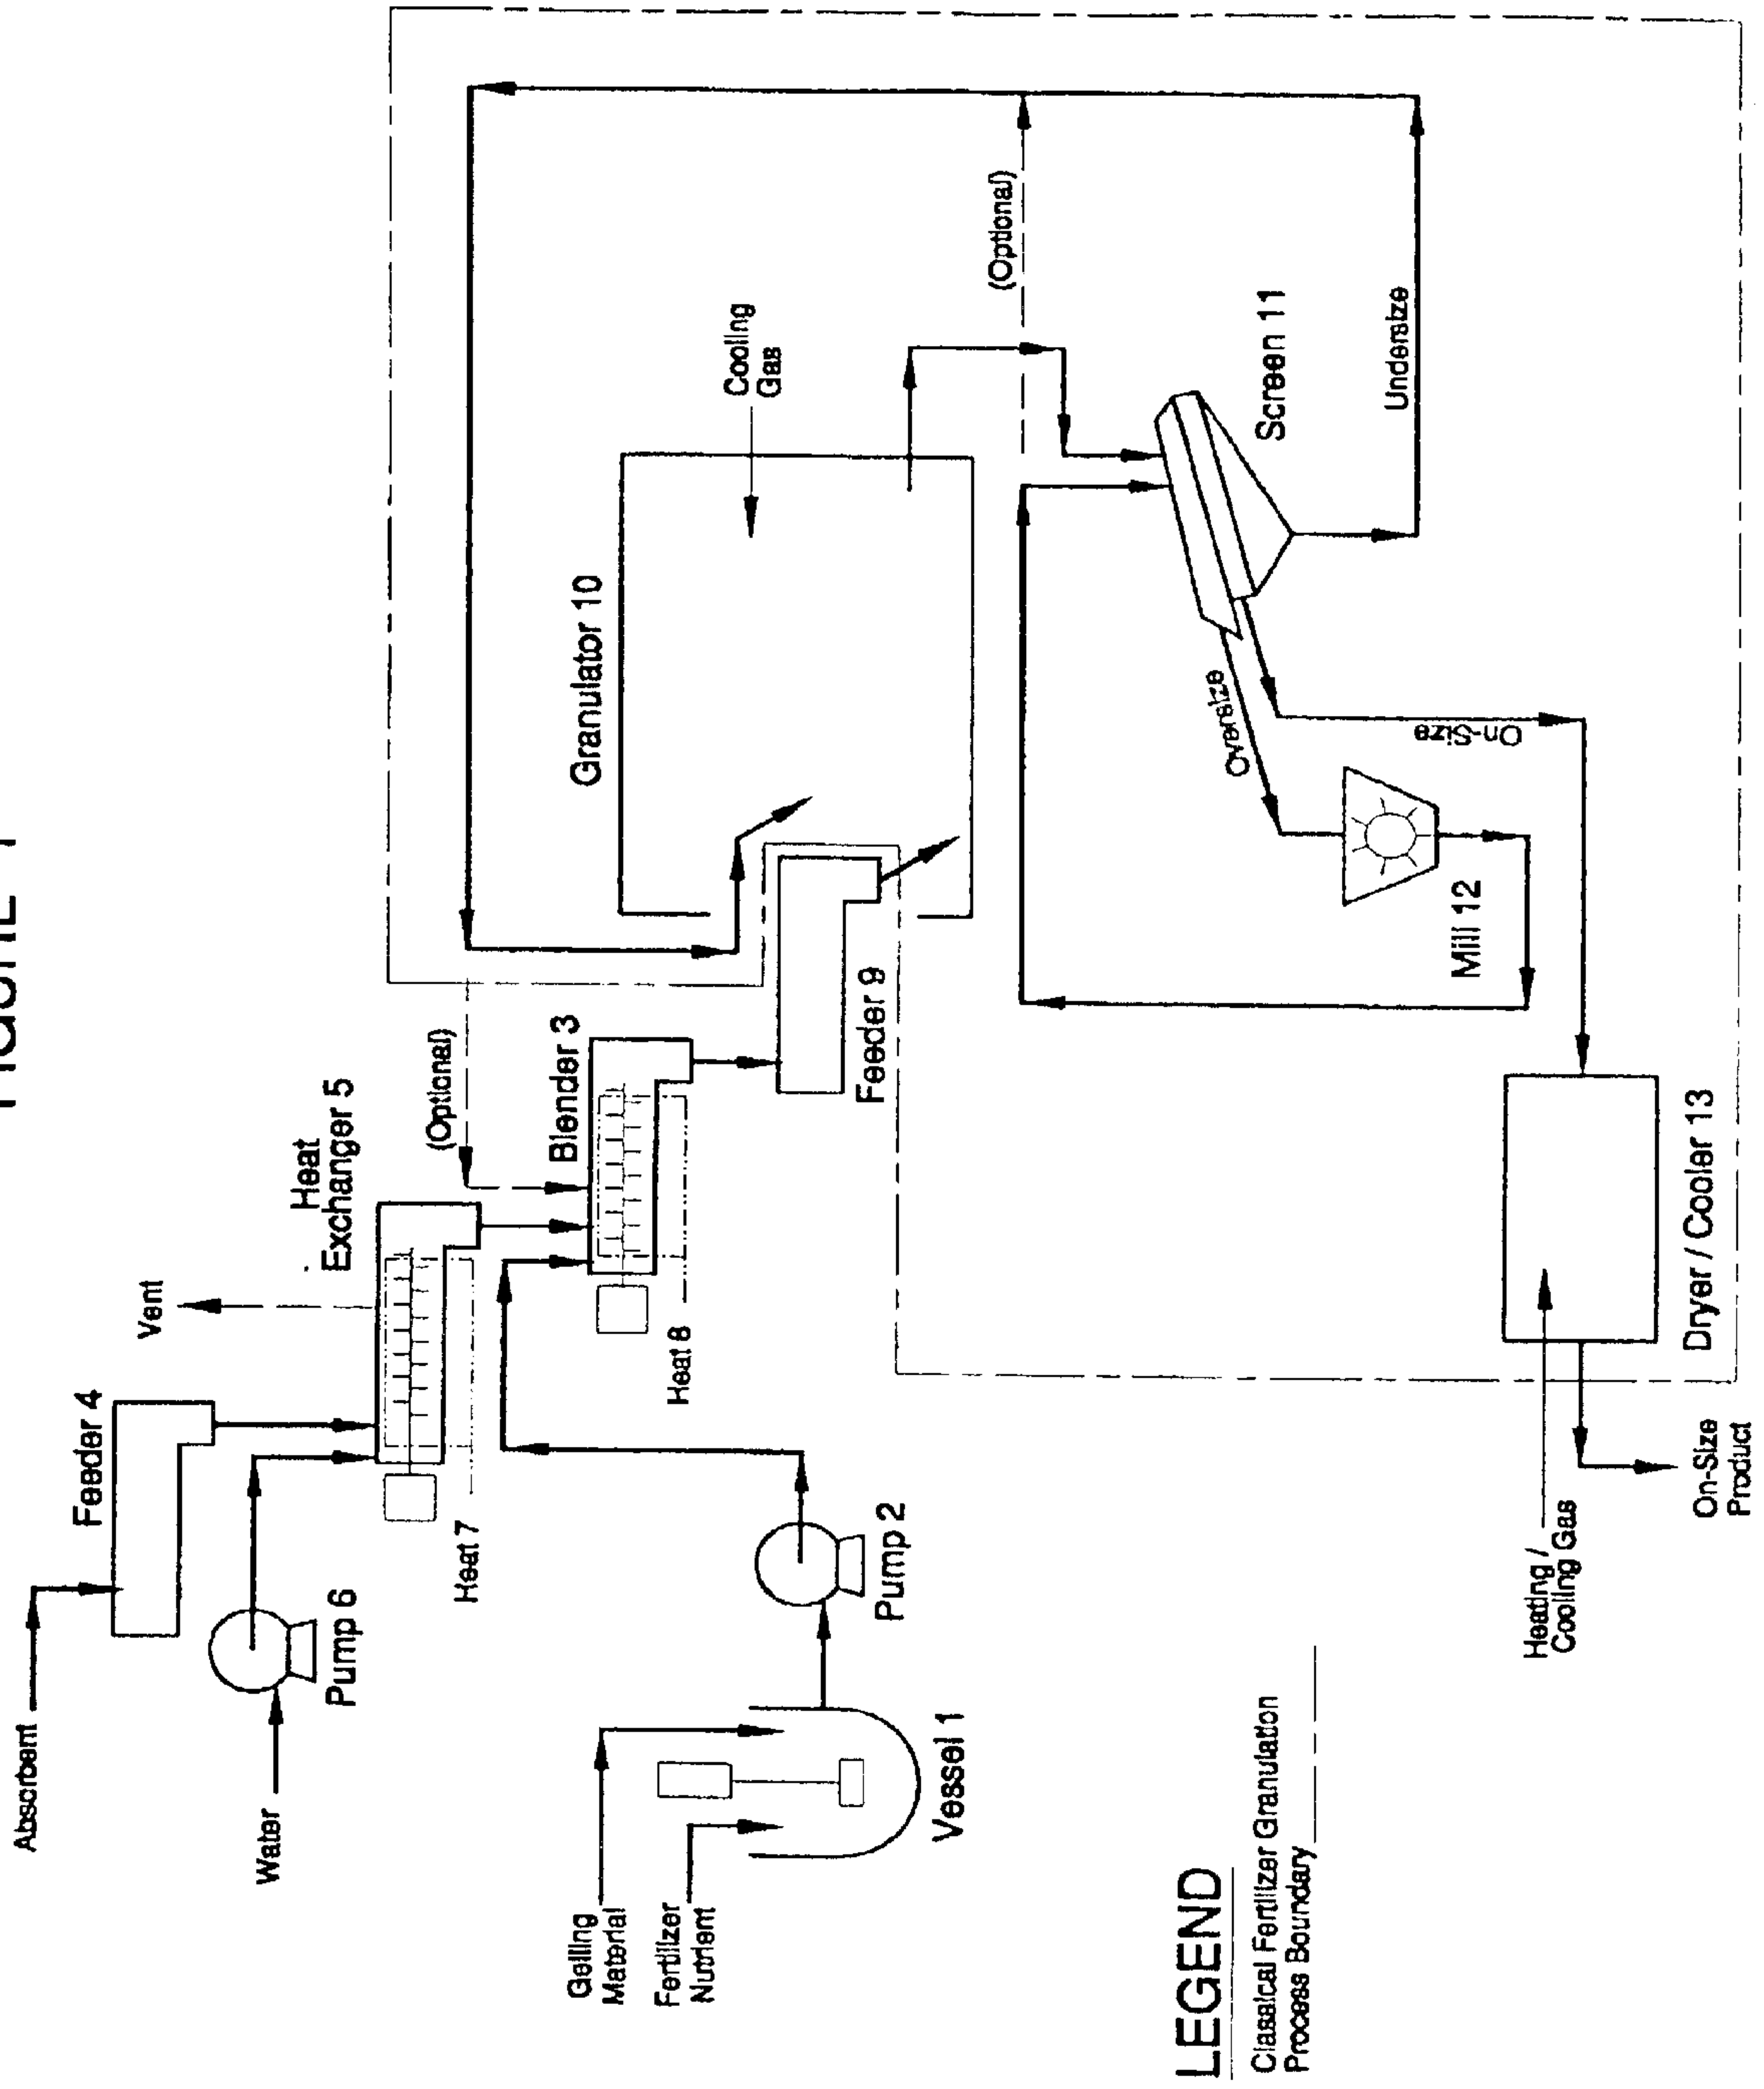 FIGURE 1
Absorbent
Feeder 4
Water
Pump 6
Vent
Heat
Exchanger 5
Heat 7
(Optional)
Blender 3
Heat 8
Feeder 9
Gelling
Material
Fertilizer
Nutrient
Vessel 1
Pump 2
Granulator 10
Cooling
Gas
(Optional)
Screen 11
Undersize
Oversize
On-Size
Mill 12
Dryer / Cooler 13
Heating /
Cooling Gas
On-Size
Product
LEGEND
Classical Fertilizer Granulation
Process Boundary